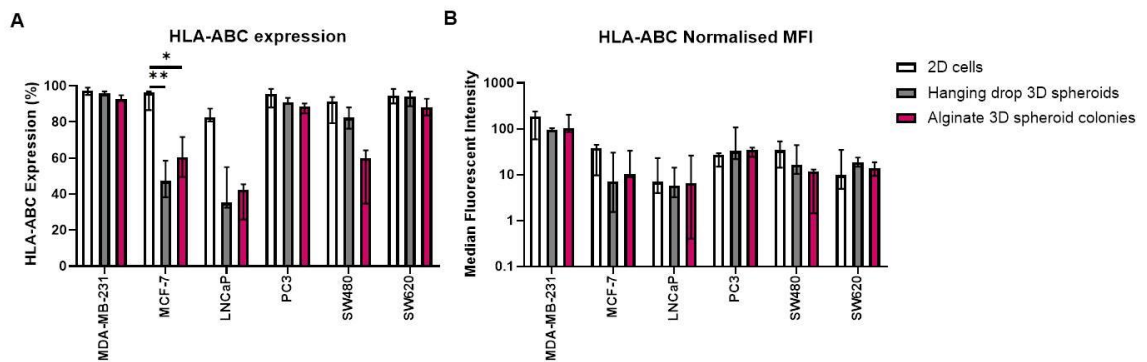 A
HLA-ABC expression
HLA-ABC Expression (%)
100
80
60
40
20
0
*
**
MDA-MB-231
MCF-7
LNCaP
PC3
SW480
SW620
B
HLA-ABC Normalised MFI
Median Fluorescent Intensity
1000
100
10
1
0.1
MDA-MB-231
MCF-7
LNCaP
PC3
SW480
SW620
2D cells
Hanging drop 3D spheroids
Alginate 3D spheroid colonies